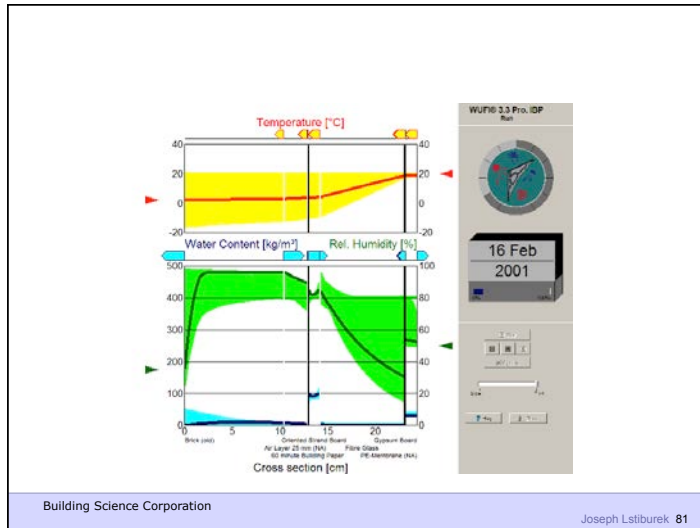 WUFI® 3.3 Pro. IBP
Run
Temperature [°C]
40 40
20 20
0 0
-20 -20
Water Content [kg/m³] Rel. Humidity [%]
500 100
400 80
300 60
200 40
100 20
0 0
0 5 10 15 20
Brick (old) Oriented Strand Board Gypsum Board
Air Layer 25 mm (NA) Fibre Glass
60 minute Building Paper PE-Membrane (NA)
Cross section [cm]
16 Feb
2001
Building Science Corporation
Joseph Lstiburek 81